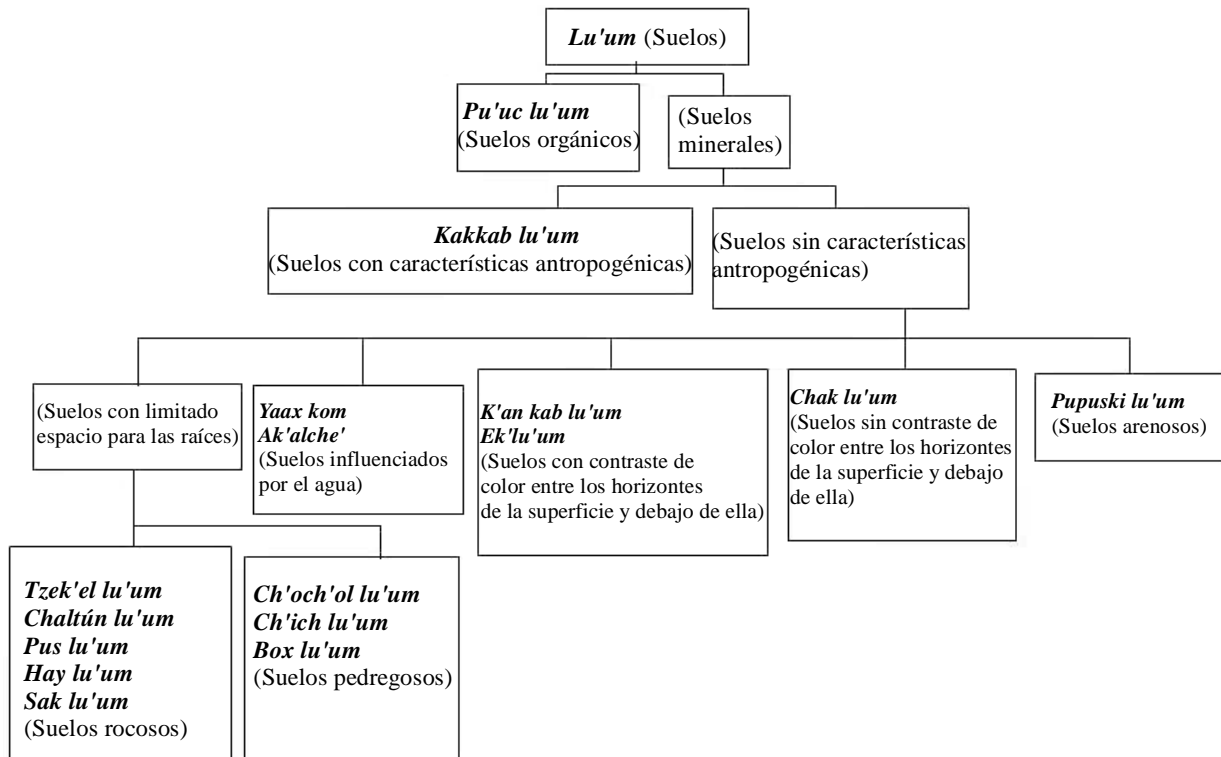 Lu'um (Suelos)
Pu'uc lu'um
(Suelos orgánicos)
(Suelos
minerales)
Kakkab lu'um
(Suelos con características antropogénicas)
(Suelos sin características
antropogénicas)
(Suelos con limitado
espacio para las raíces)
Yaax kom
Ak'alche'
(Suelos influenciados
por el agua)
K'an kab lu'um
Ek'lu'um
(Suelos con contraste de
color entre los horizontes
de la superficie y debajo de ella)
Chak lu'um
(Suelos sin contraste de
color entre los horizontes
de la superficie y debajo
de ella)
Pupuski lu'um
(Suelos arenosos)
Tzek'el lu'um
Chaltún lu'um
Pus lu'um
Hay lu'um
Sak lu'um
(Suelos rocosos)
Ch'och'ol lu'um
Ch'ich lu'um
Box lu'um
(Suelos pedregosos)